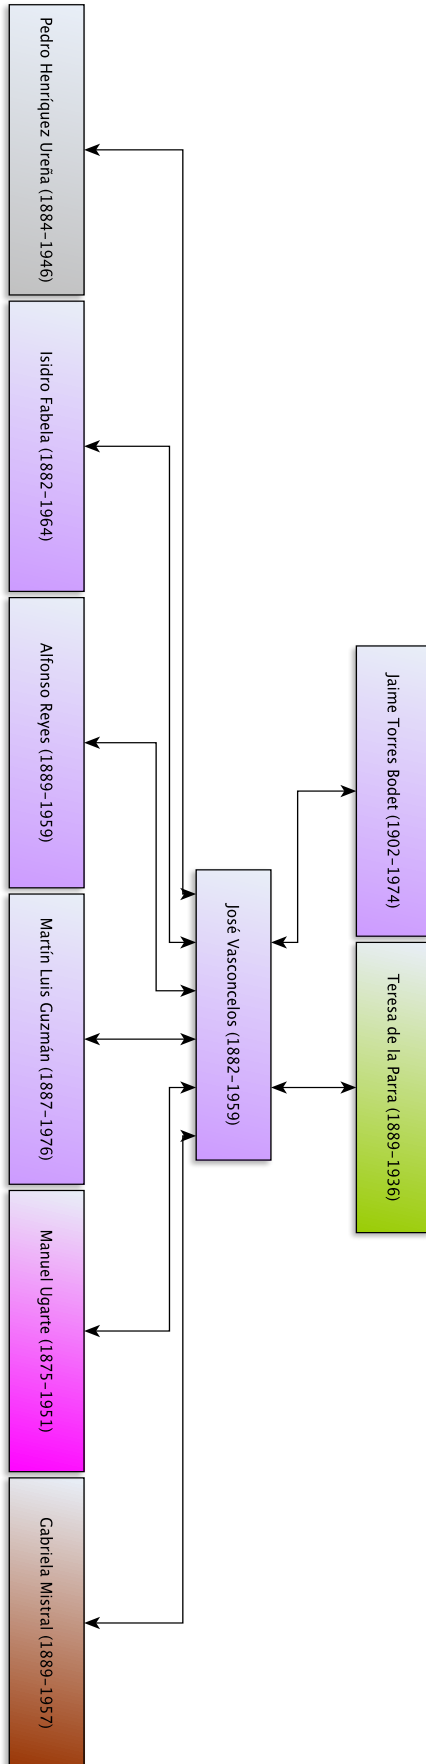 Jaime Torres Bodet (1902-1974)
Teresa de la Parra (1889-1936)
José Vasconcelos (1882-1959)
Pedro Henríquez Ureña (1884-1946)
Isidro Fabela (1882-1964)
Alfonso Reyes (1889-1959)
Martín Luis Guzmán (1887-1976)
Manuel Ugarte (1875-1951)
Gabriela Mistral (1889-1957)